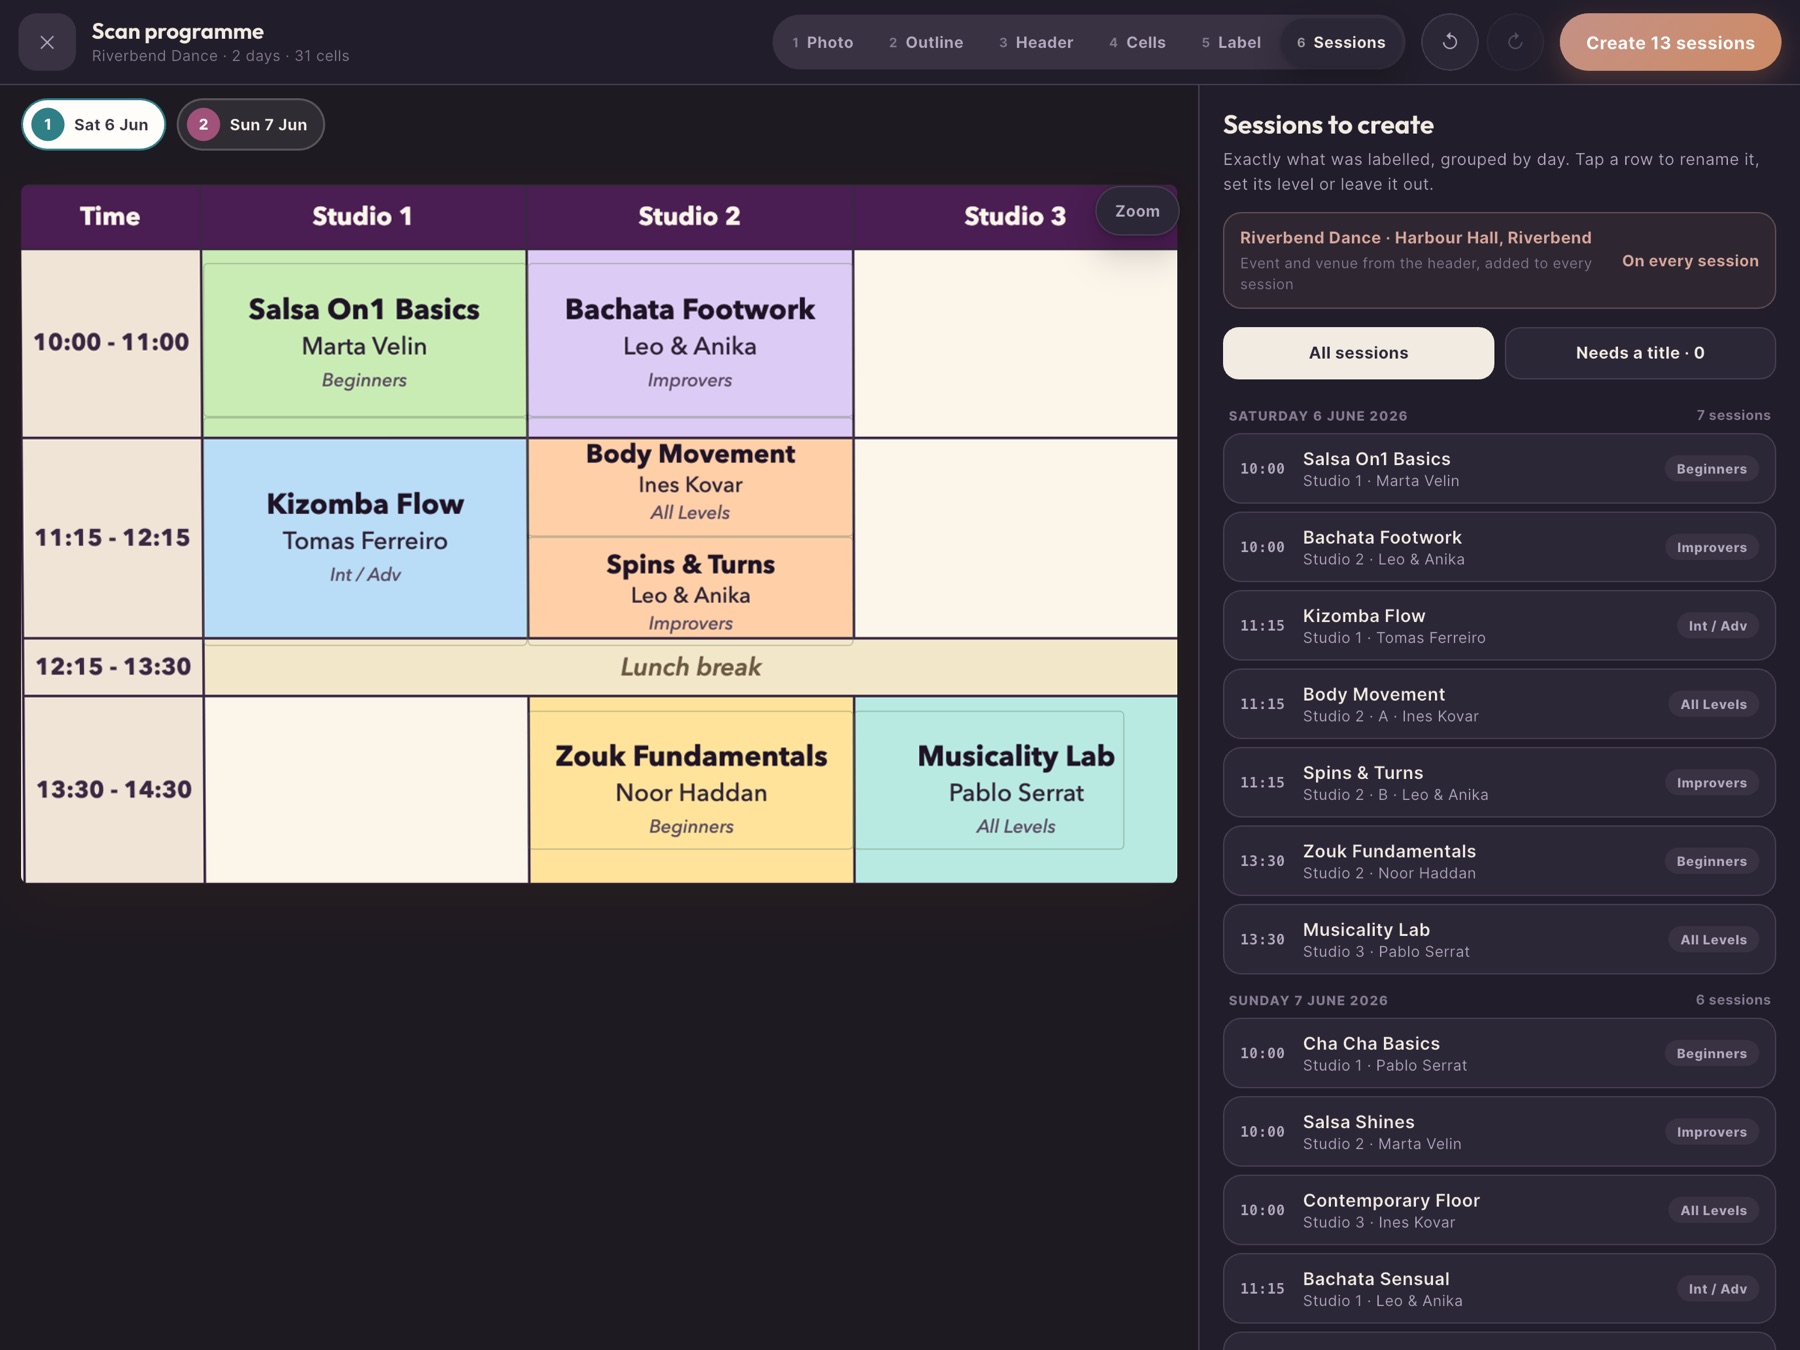 Scan programme
Riverbend Dance · 2 days · 31 cells
1 Photo
2 Outline
3 Header
4 Cells
5 Label
6 Sessions
Create 13 sessions
1 Sat 6 Jun
2 Sun 7 Jun
Time
Studio 1
Studio 2
Studio 3
Zoom
10:00 - 11:00
Salsa On1 Basics
Marta Velin
Beginners
Bachata Footwork
Leo & Anika
Improvers
11:15 - 12:15
Kizomba Flow
Tomas Ferreiro
Int / Adv
Body Movement
Ines Kovar
All Levels
Spins & Turns
Leo & Anika
Improvers
12:15 - 13:30
Lunch break
13:30 - 14:30
Zouk Fundamentals
Noor Haddan
Beginners
Musicality Lab
Pablo Serrat
All Levels
Sessions to create
Exactly what was labelled, grouped by day. Tap a row to rename it,
set its level or leave it out.
Riverbend Dance · Harbour Hall, Riverbend
Event and venue from the header, added to every
session
On every session
All sessions
Needs a title · 0
SATURDAY 6 JUNE 2026
7 sessions
10:00
Salsa On1 Basics
Studio 1 · Marta Velin
Beginners
10:00
Bachata Footwork
Studio 2 · Leo & Anika
Improvers
11:15
Kizomba Flow
Studio 1 · Tomas Ferreiro
Int / Adv
11:15
Body Movement
Studio 2 · A · Ines Kovar
All Levels
11:15
Spins & Turns
Studio 2 · B · Leo & Anika
Improvers
13:30
Zouk Fundamentals
Studio 2 · Noor Haddan
Beginners
13:30
Musicality Lab
Studio 3 · Pablo Serrat
All Levels
SUNDAY 7 JUNE 2026
6 sessions
10:00
Cha Cha Basics
Studio 1 · Pablo Serrat
Beginners
10:00
Salsa Shines
Studio 2 · Marta Velin
Improvers
10:00
Contemporary Floor
Studio 3 · Ines Kovar
All Levels
11:15
Bachata Sensual
Studio 1 · Leo & Anika
Int / Adv